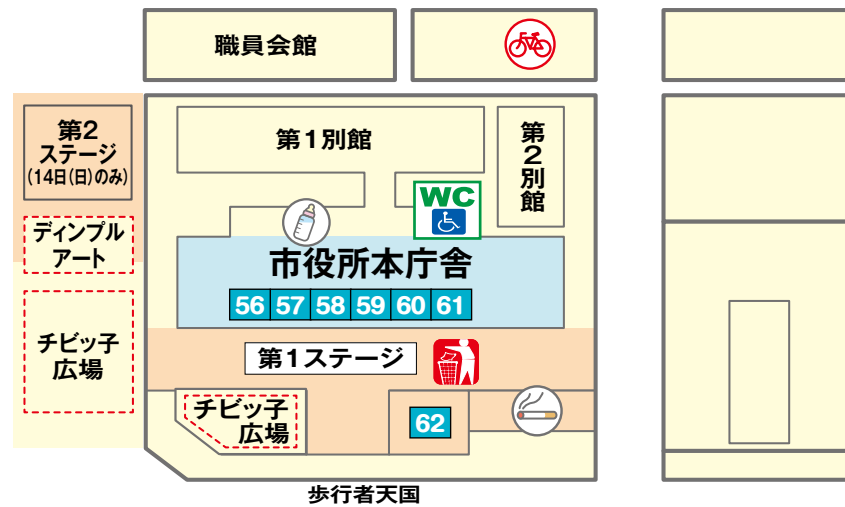 職員会館
第2
ステージ
(14日(日)のみ)
第1別館
第2別館
WC
ディンプル
アート
市役所本庁舎
56 57 58 59 60 61
チビッ子
広場
第1ステージ
チビッ子
広場
62
歩行者天国